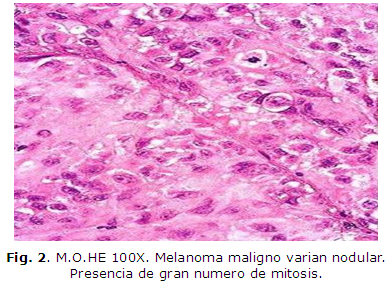 Fig. 2. M.O.HE 100X. Melanoma maligno varian nodular.
Presencia de gran numero de mitosis.